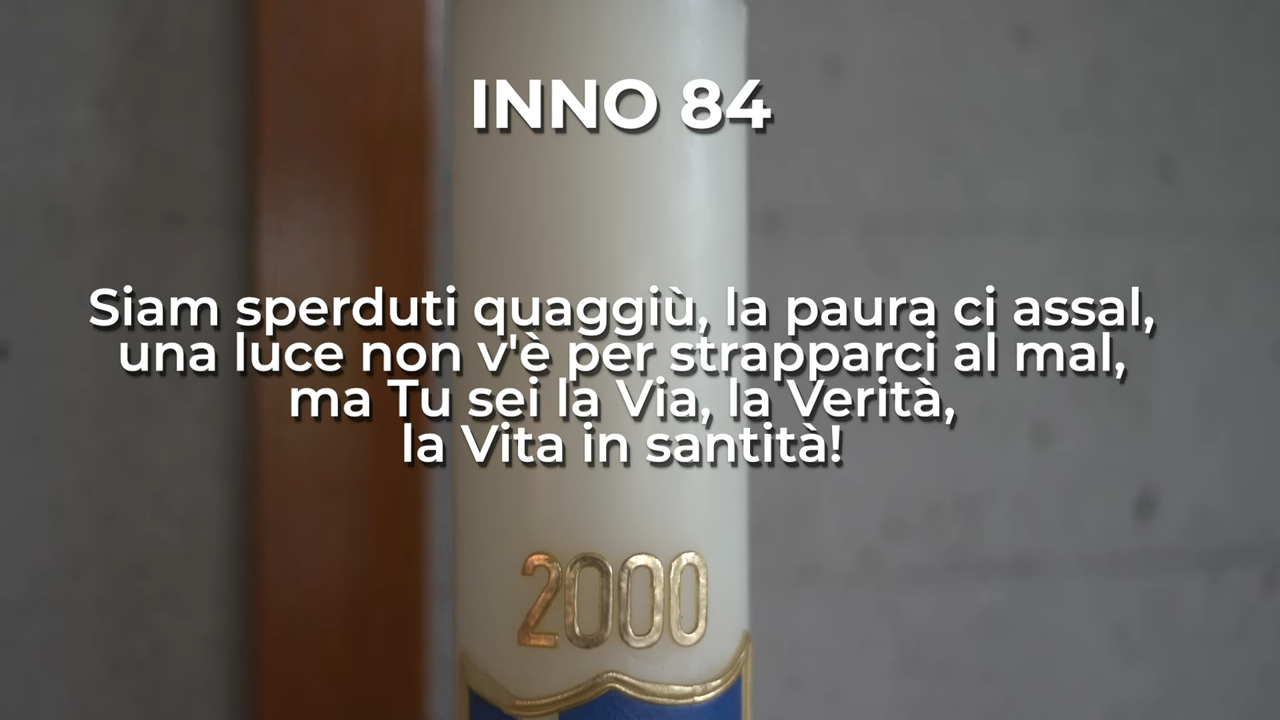 INNO 84
Siam sperduti quaggiù, la paura ci assal,
una luce non v'è per strapparci al mal,
ma Tu sei la Via, la Verità,
la Vita in santità!
2000